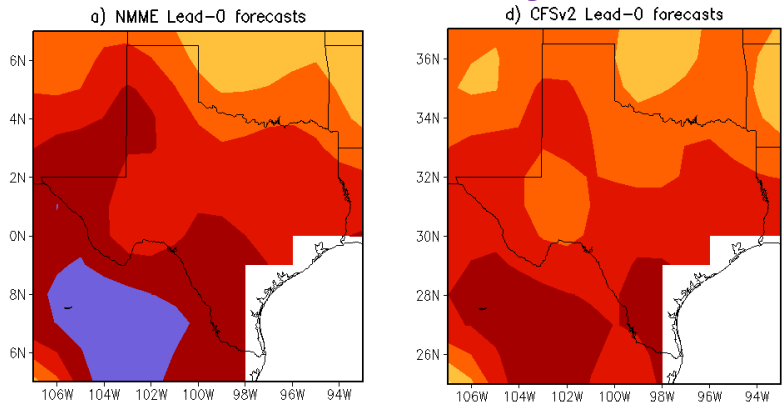 a) NMME Lead-0 forecasts
d) CFSv2 Lead-0 forecasts
6N
4N
2N
0N
8N
6N
106W 104W 102W 100W 98W 96W 94W
36N
34N
32N
30N
28N
26N
106W 104W 102W 100W 98W 96W 94W